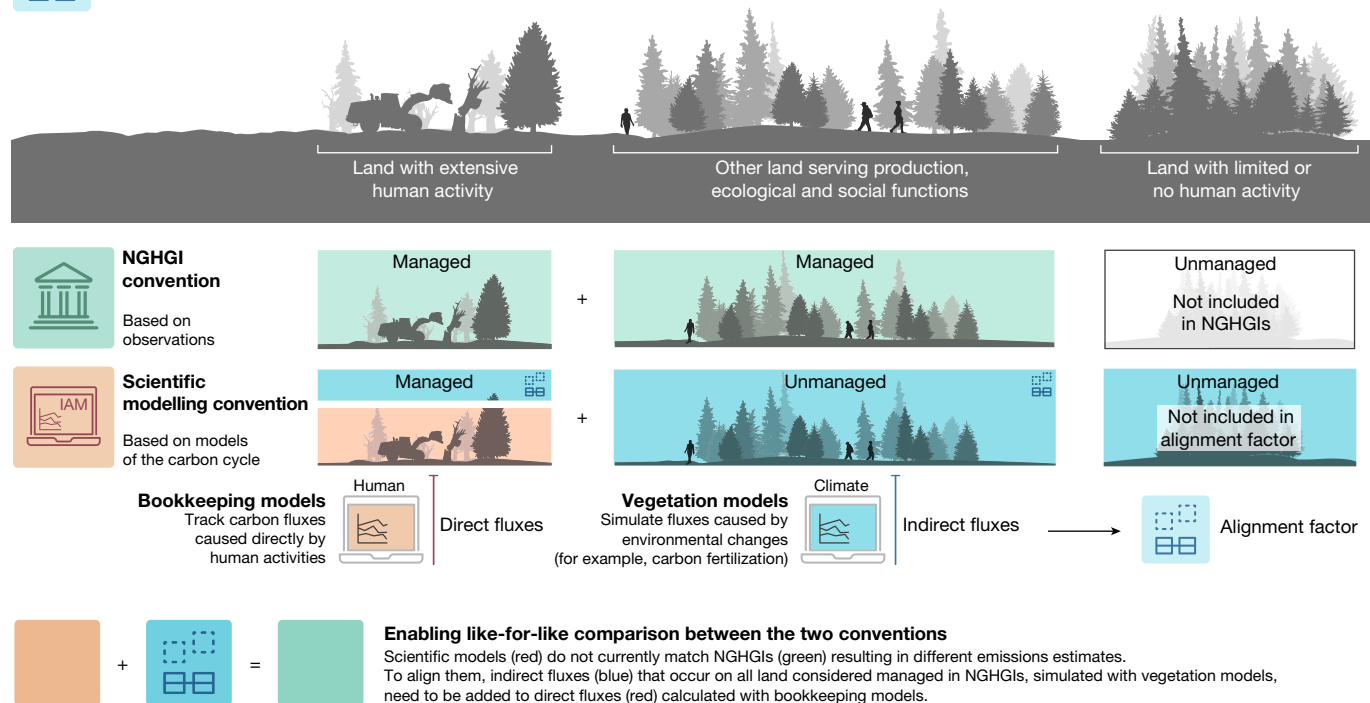 Land with extensive
human activity
Other land serving production,
ecological and social functions
Land with limited or
no human activity
NGHGI
convention
Based on
observations
Managed
+
Managed
Unmanaged
Not included
in NGHGIs
IAM
Scientific
modelling convention
Based on models
of the carbon cycle
Managed
+
Unmanaged
Unmanaged
Not included in
alignment factor
Bookkeeping models
Track carbon fluxes
caused directly by
human activities
Human
Direct fluxes
Vegetation models
Simulate fluxes caused by
environmental changes
(for example, carbon fertilization)
Climate
Indirect fluxes
Alignment factor
+
=
Enabling like-for-like comparison between the two conventions
Scientific models (red) do not currently match NGHGIs (green) resulting in different emissions estimates.
To align them, indirect fluxes (blue) that occur on all land considered managed in NGHGIs, simulated with vegetation models,
need to be added to direct fluxes (red) calculated with bookkeeping models.